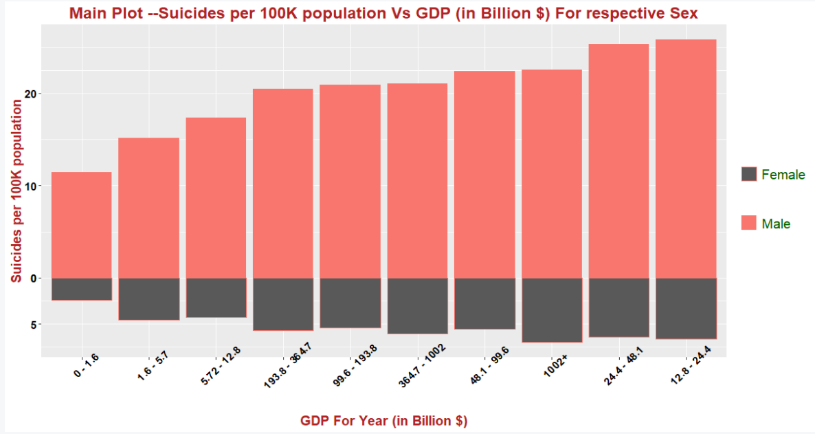 Main Plot --Suicides per 100K population Vs GDP (in Billion $) For respective Sex
Suicides per 100K population
20
10
0
5
0 - 1.6
1.6 - 5.7
5.72 - 12.8
193.8 - 364.7
99.6 - 193.8
364.7 - 1002
48.1 - 99.6
1002+
24.4 - 48.1
12.8 - 24.4
GDP For Year (in Billion $)
Female
Male